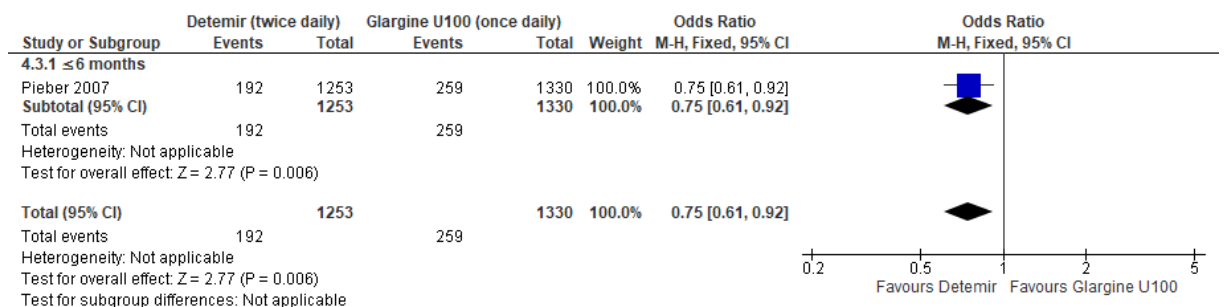 Detemir (twice daily) Glargine U100 (once daily) Odds Ratio Odds Ratio
Study or Subgroup Events Total Events Total Weight M-H, Fixed, 95% CI M-H, Fixed, 95% CI
4.3.1 ≤6 months
Pieber 2007 192 1253 259 1330 100.0% 0.75 [0.61, 0.92]
Subtotal (95% CI) 1253 1330 100.0% 0.75 [0.61, 0.92]
Total events 192 259
Heterogeneity: Not applicable
Test for overall effect: Z = 2.77 (P = 0.006)
Total (95% CI) 1253 1330 100.0% 0.75 [0.61, 0.92]
Total events 192 259
Heterogeneity: Not applicable
Test for overall effect: Z = 2.77 (P = 0.006)
Test for subgroup differences: Not applicable
0.2 0.5 1 2 5
Favours Detemir Favours Glargine U100